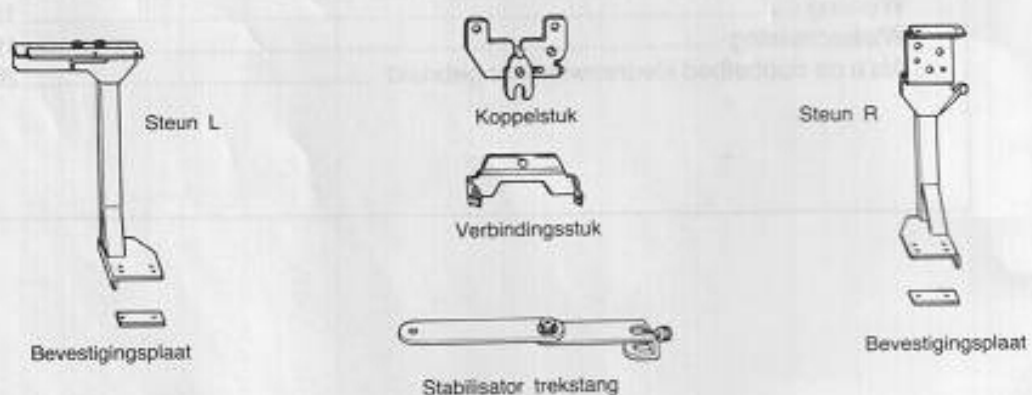 Steun L
Koppelstuk
Steun R
Verbindingsstuk
Bevestigingsplaat
Stabilisator trekstang
Bevestigingsplaat